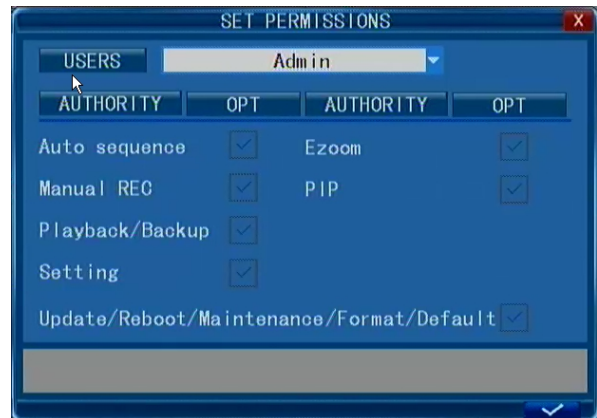 SET PERMISSIONS X
USERS Admin
AUTHORITY OPT AUTHORITY OPT
Auto sequence Ezoom
Manual REC PIP
Playback/Backup
Setting
Update/Reboot/Maintenance/Format/Default